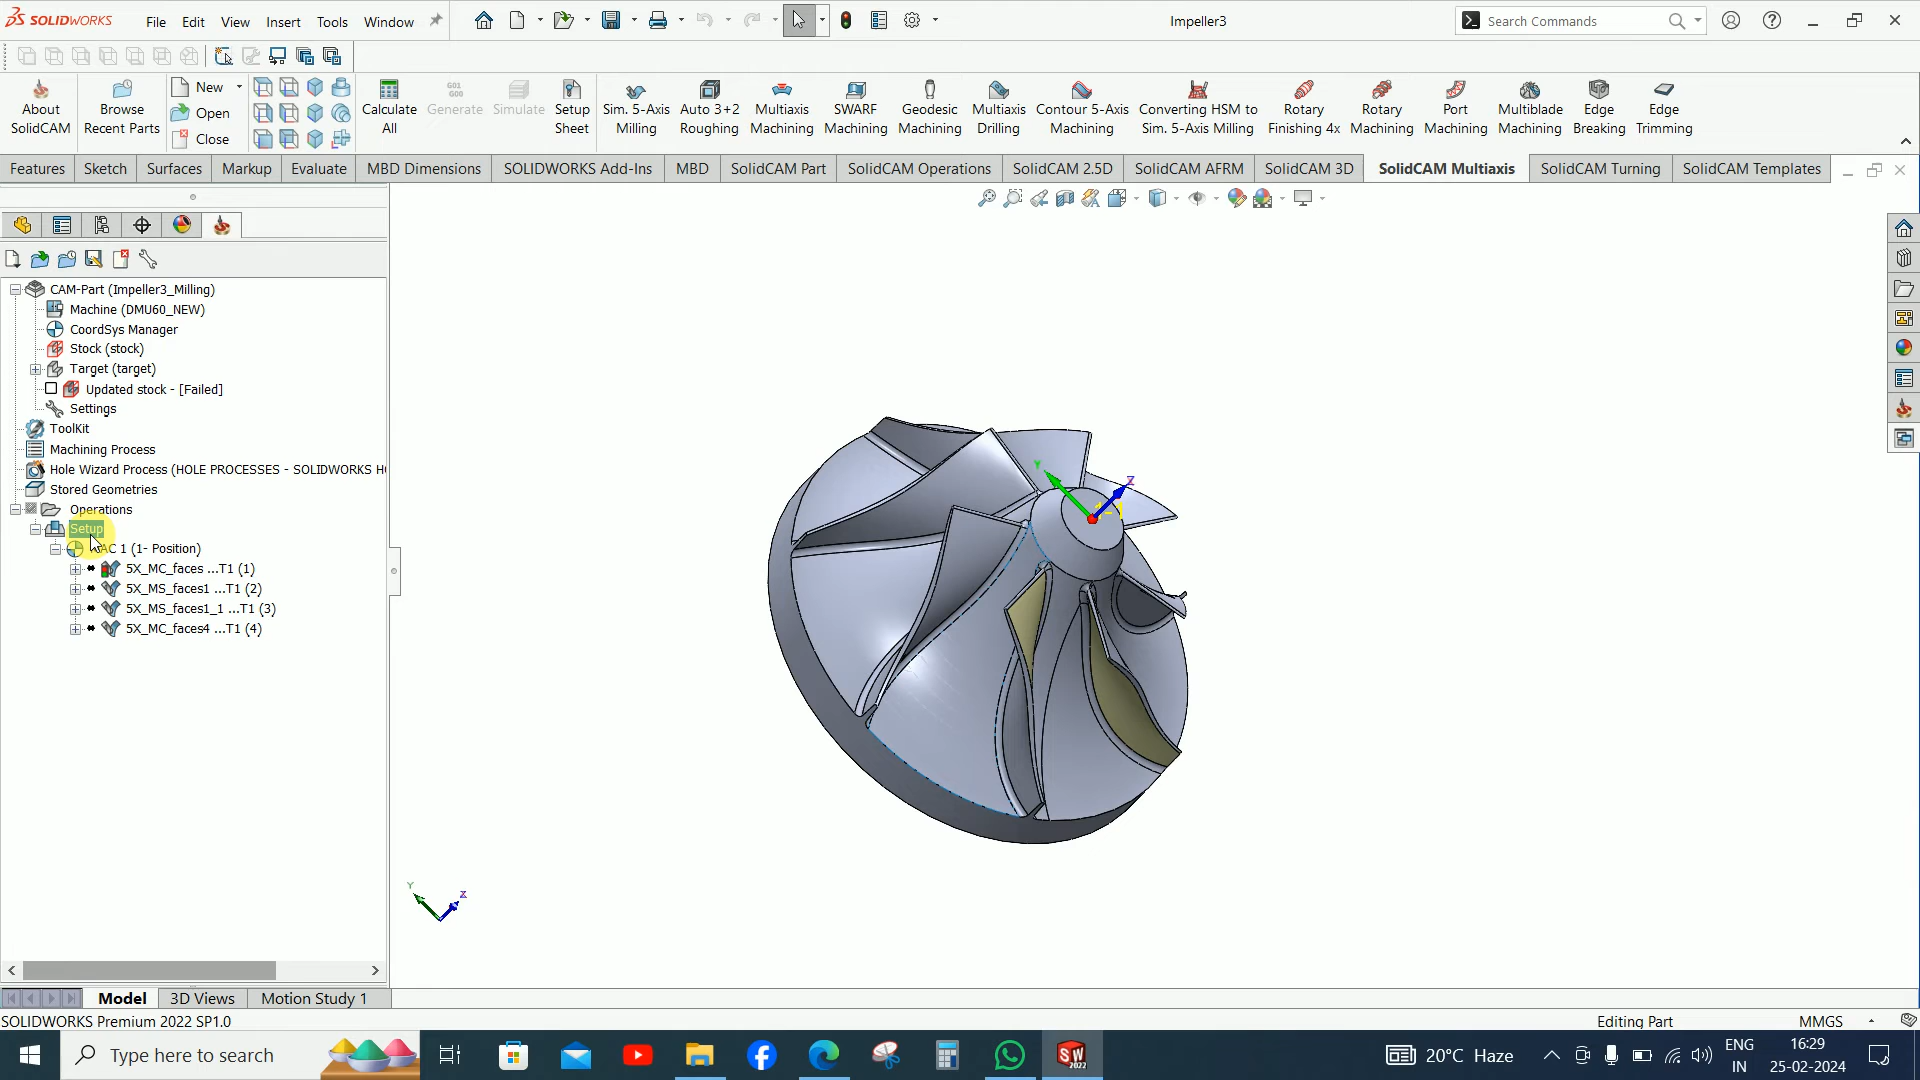 SOLIDWORKS File Edit View Insert Tools Window Impeller3 Search Commands
About SolidCAM
Browse Recent Parts
New
Open
Close
Calculate All
G01 G00
Generate
Simulate
Setup Sheet
Sim. 5-Axis Milling
Auto 3+2 Roughing
Multiaxis Machining
SWARF Machining
Geodesic Machining
Multiaxis Drilling
Contour 5-Axis Machining
Converting HSM to Sim. 5-Axis Milling
Rotary Finishing 4x
Rotary Machining
Port Machining
Multiblade Machining
Edge Breaking
Edge Trimming
Features Sketch Surfaces Markup Evaluate MBD Dimensions SOLIDWORKS Add-Ins MBD SolidCAM Part SolidCAM Operations SolidCAM 2.5D SolidCAM AFRM SolidCAM 3D SolidCAM Multiaxis SolidCAM Turning SolidCAM Templates
CAM-Part (Impeller3_Milling)
Machine (DMU60_NEW)
CoordSys Manager
Stock (stock)
Target (target)
Updated stock - [Failed]
Settings
ToolKit
Machining Process
Hole Wizard Process (HOLE PROCESSES - SOLIDWORKS H
Stored Geometries
Operations
Setup
AC 1 (1- Position)
5X_MC_faces ...T1 (1)
5X_MS_faces1 ...T1 (2)
5X_MS_faces1_1 ...T1 (3)
5X_MC_faces4 ...T1 (4)
Y
Z
Y
Z
Model 3D Views Motion Study 1
SOLIDWORKS Premium 2022 SP1.0 Editing Part MMGS
Type here to search
SW
2022
20°C Haze
ENG
IN
16:29
25-02-2024